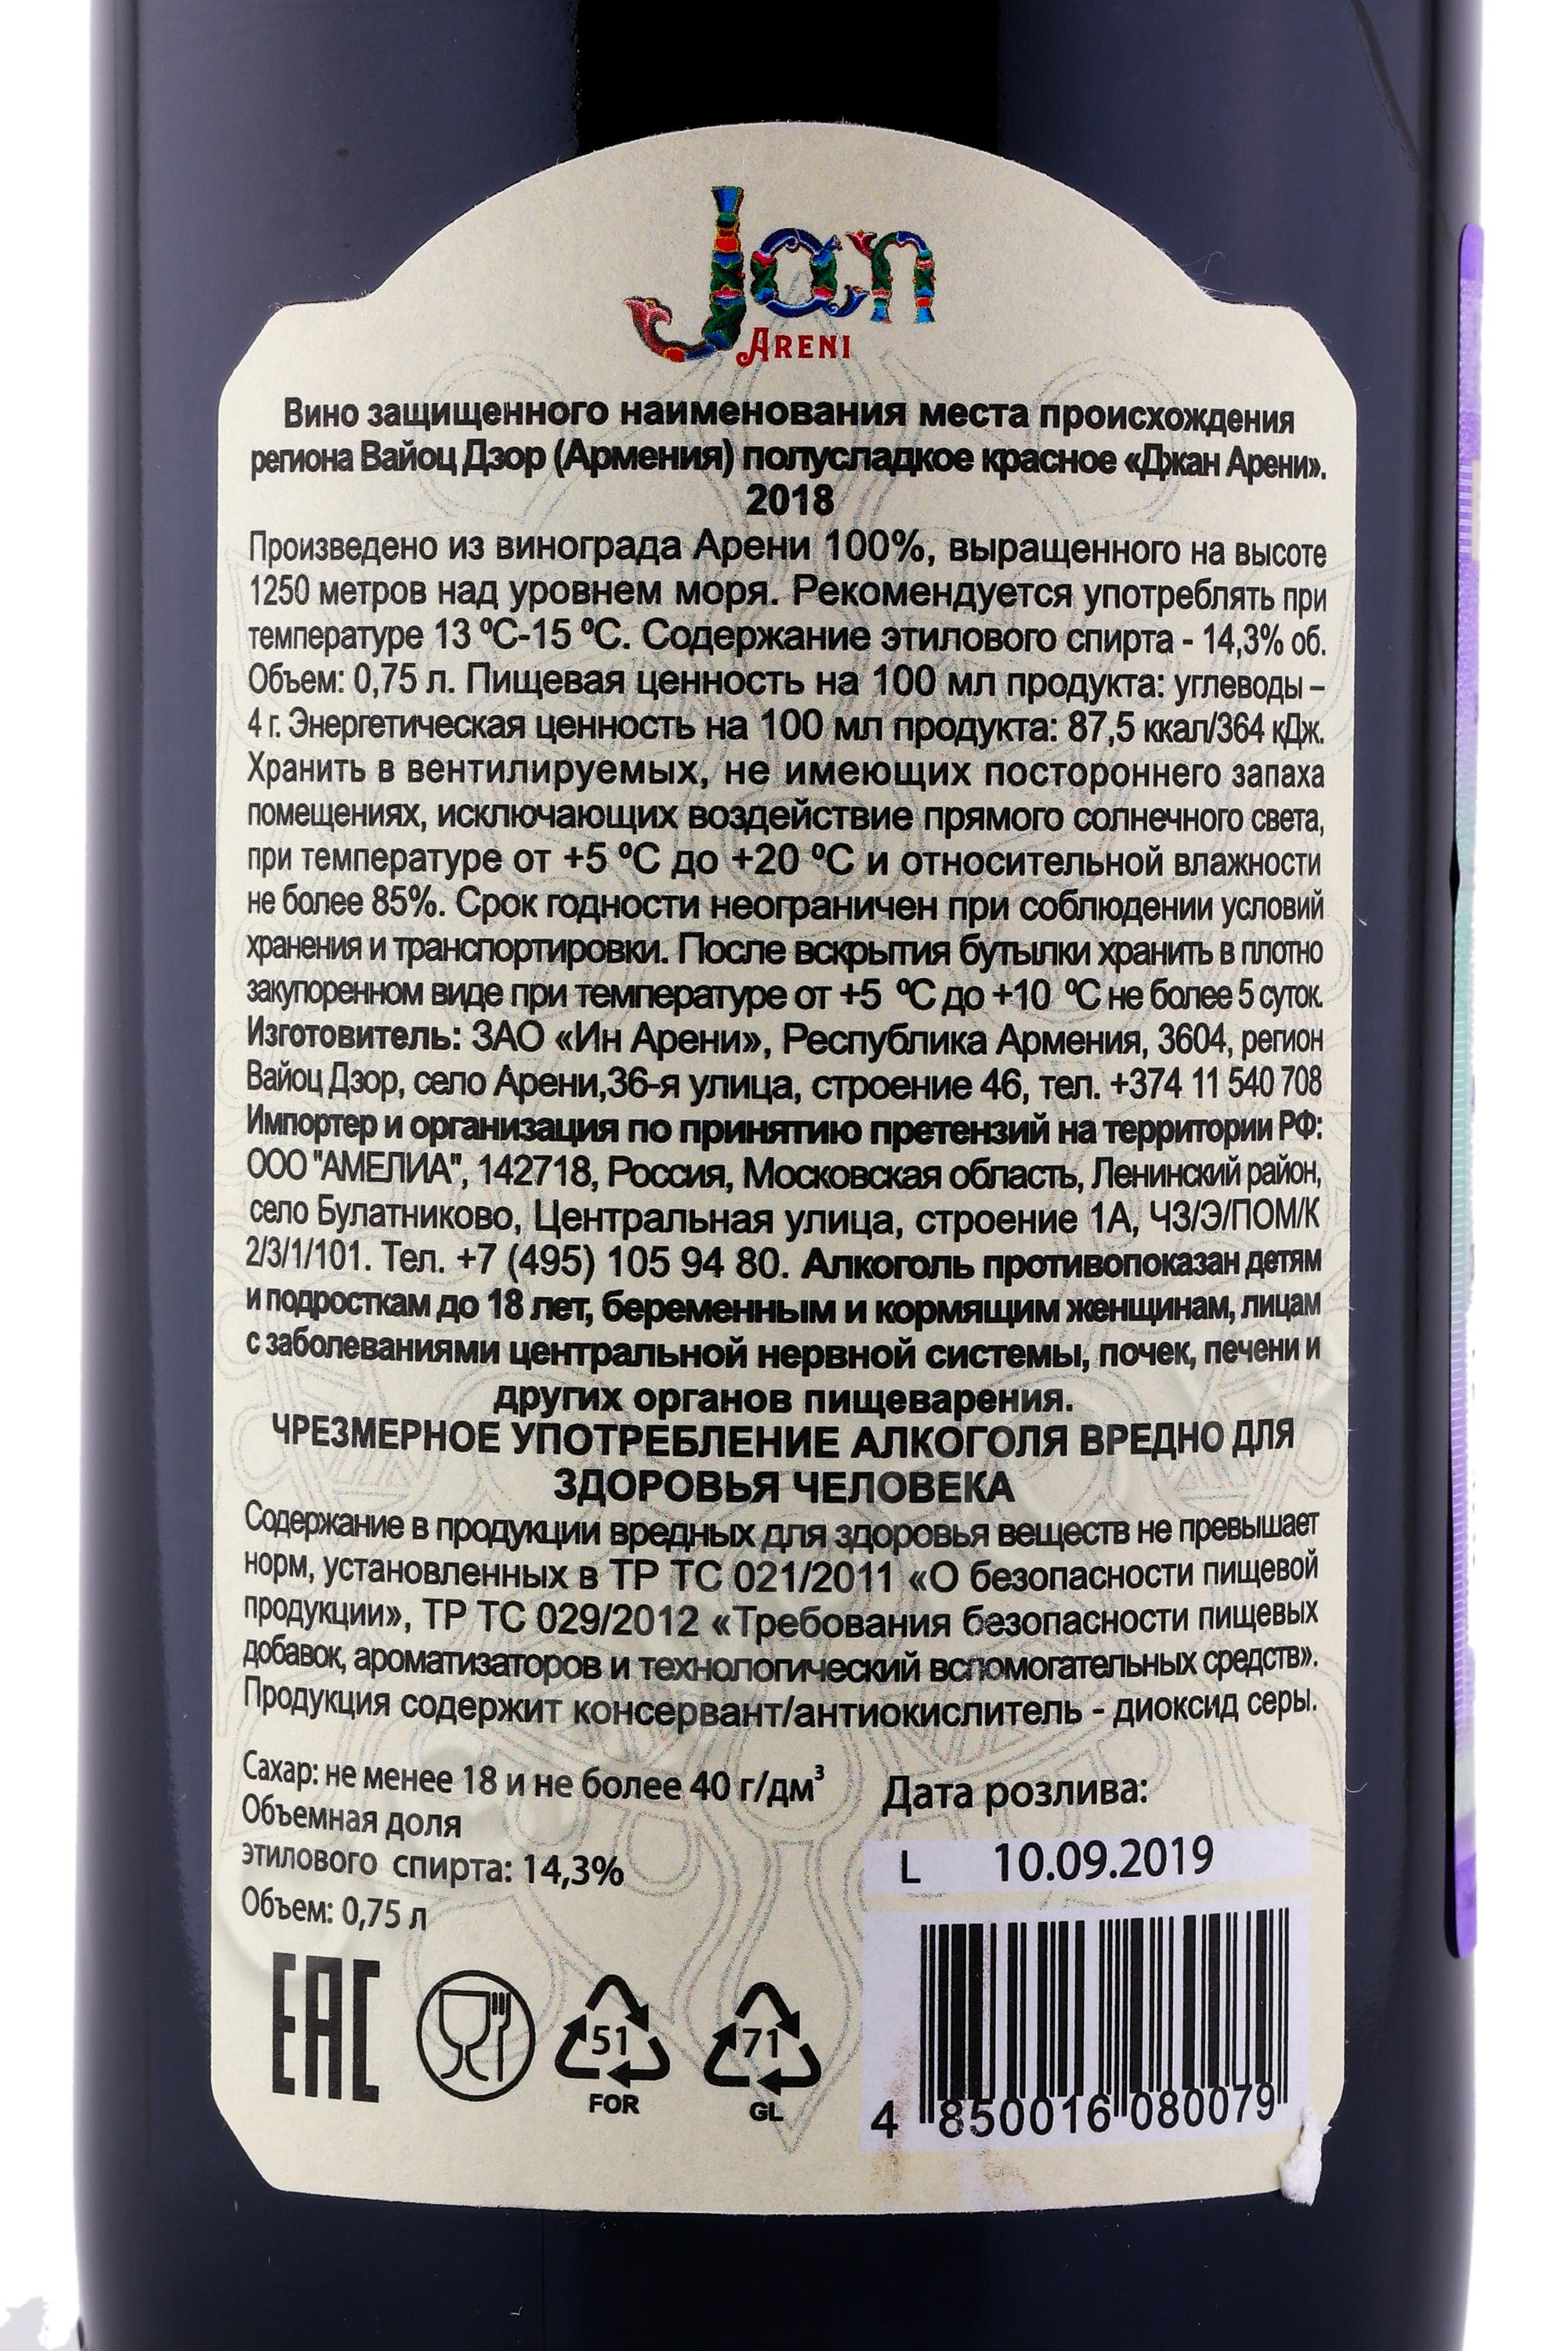 Jan
ARENI
Вино защищенного наименования места происхождения
региона Вайоц Дзор (Армения) полусладкое красное «Джан Арени».
2018
Произведено из винограда Арени 100%, выращенного на высоте
1250 метров над уровнем моря. Рекомендуется употреблять при
температуре 13 ºС-15 ºС. Содержание этилового спирта - 14,3% об.
Объем: 0,75 л. Пищевая ценность на 100 мл продукта: углеводы –
4 г. Энергетическая ценность на 100 мл продукта: 87,5 ккал/364 кДж.
Хранить в вентилируемых, не имеющих постороннего запаха
помещениях, исключающих воздействие прямого солнечного света,
при температуре от +5 ºС до +20 ºС и относительной влажности
не более 85%. Срок годности неограничен при соблюдении условий
хранения и транспортировки. После вскрытия бутылки хранить в плотно
закупоренном виде при температуре от +5 ºС до +10 ºС не более 5 суток.
Изготовитель: ЗАО «Ин Арени», Республика Армения, 3604, регион
Вайоц Дзор, село Арени,36-я улица, строение 46, тел. +374 11 540 708
Импортер и организация по принятию претензий на территории РФ:
ООО "АМЕЛИА", 142718, Россия, Московская область, Ленинский район,
село Булатниково, Центральная улица, строение 1А, ЧЗ/Э/ПОМ/К
2/3/1/101. Тел. +7 (495) 105 94 80. Алкоголь противопоказан детям
и подросткам до 18 лет, беременным и кормящим женщинам, лицам
с заболеваниями центральной нервной системы, почек, печени и
других органов пищеварения.
ЧРЕЗМЕРНОЕ УПОТРЕБЛЕНИЕ АЛКОГОЛЯ ВРЕДНО ДЛЯ
ЗДОРОВЬЯ ЧЕЛОВЕКА
Содержание в продукции вредных для здоровья веществ не превышает
норм, установленных в ТР ТС 021/2011 «О безопасности пищевой
продукции», ТР ТС 029/2012 «Требования безопасности пищевых
добавок, ароматизаторов и технологический вспомогательных средств».
Продукция содержит консервант/антиокислитель - диоксид серы.
Сахар: не менее 18 и не более 40 г/дм³
Объемная доля
этилового спирта: 14,3%
Объем: 0,75 л
Дата розлива:
L 10.09.2019
EAC
51
FOR
71
GL
4 850016 080079